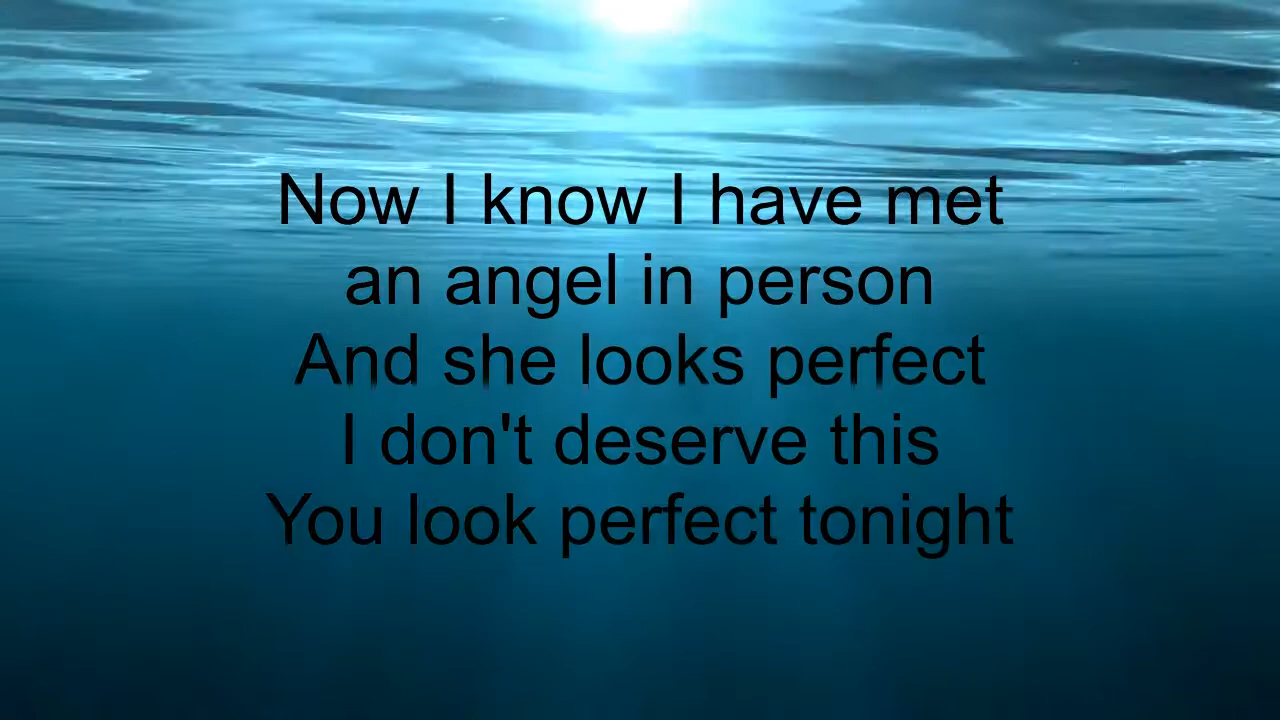 Now I know I have met
an angel in person
And she looks perfect
I don't deserve this
You look perfect tonight